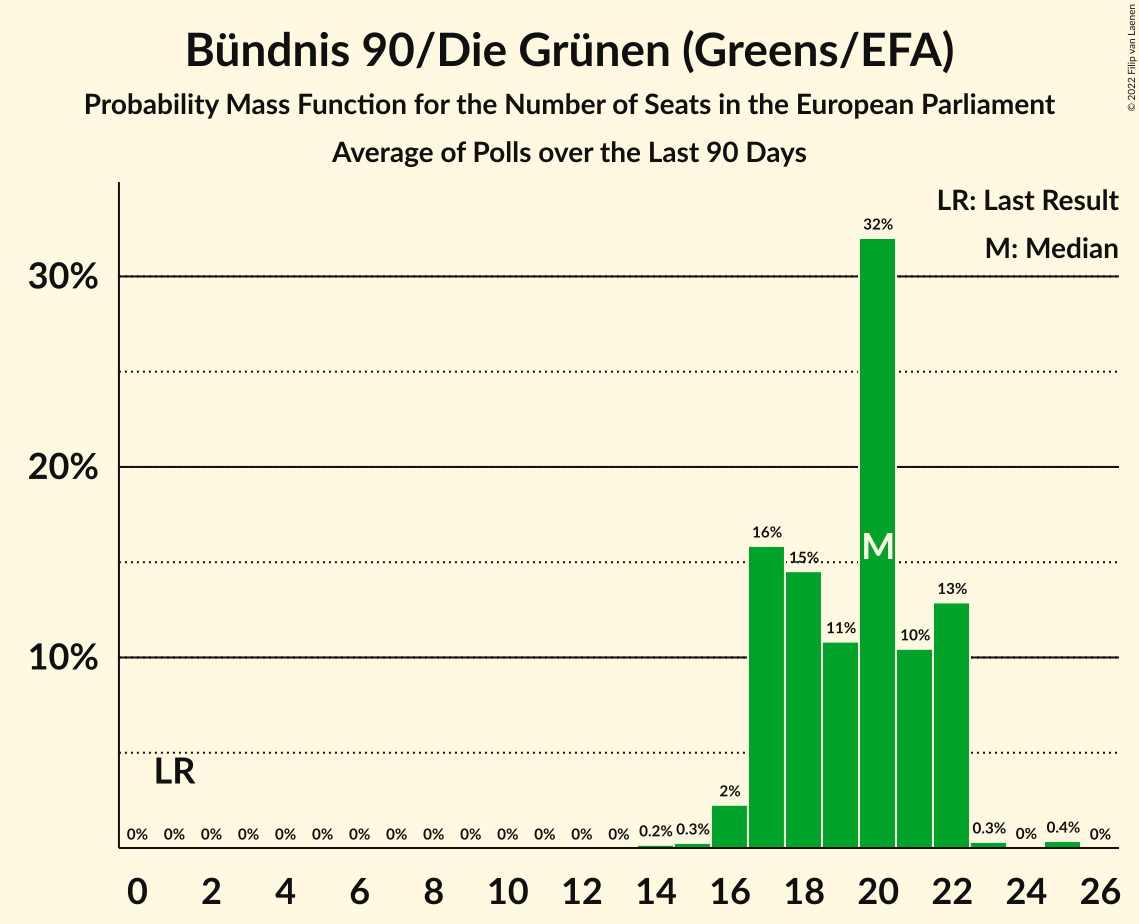 Bündnis 90/Die Grünen (Greens/EFA)
Probability Mass Function for the Number of Seats in the European Parliament
Average of Polls over the Last 90 Days
© 2022 Filip van Laenen
LR: Last Result
M: Median
30%
20%
10%
32%
16%
15%
11%
M
10%
13%
LR
0% 0% 0% 0% 0% 0% 0% 0% 0% 0% 0% 0% 0% 0% 0.2% 0.3% 2% 0.3% 0% 0.4% 0%
0 2 4 6 8 10 12 14 16 18 20 22 24 26